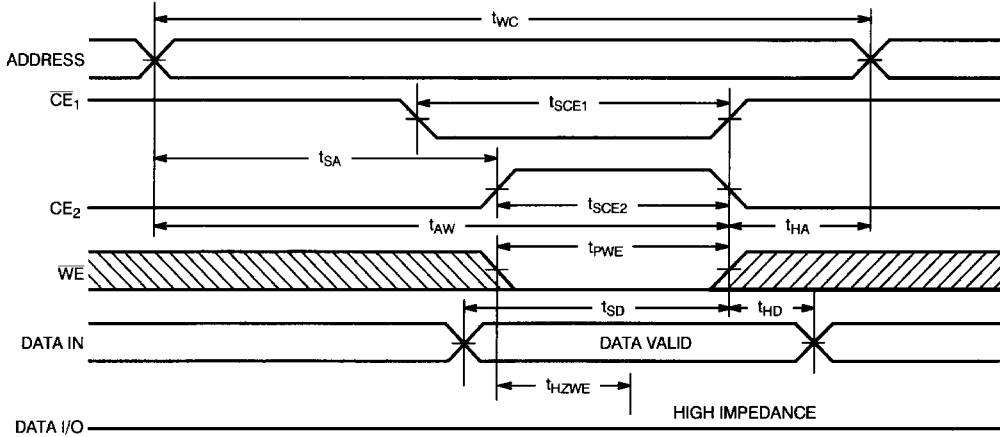 tWC
ADDRESS
CE1
tSCE1
tSA
CE2
tSCE2
tAW
tHA
tPWE
WE
tSD
tHD
DATA IN
DATA VALID
tHZWE
HIGH IMPEDANCE
DATA I/O